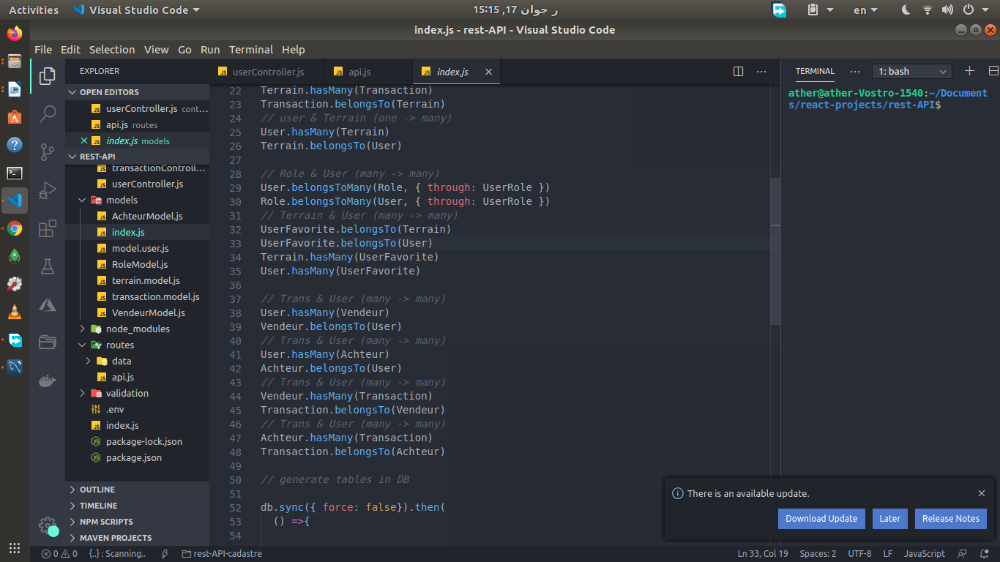 Activities
Visual Studio Code
ر جوان 17, 15:15
en
index.js - rest-API - Visual Studio Code
File Edit Selection View Go Run Terminal Help
EXPLORER
OPEN EDITORS
userController.js cont...
api.js routes
index.js models
REST-API
transactionControll...
userController.js
models
AchteurModel.js
index.js
model.user.js
RoleModel.js
terrain.model.js
transaction.model.js
VendeurModel.js
node_modules
routes
data
api.js
validation
.env
index.js
package-lock.json
package.json
OUTLINE
TIMELINE
NPM SCRIPTS
MAVEN PROJECTS
1
userController.js
api.js
index.js
22 Terrain.hasMany(Transaction)
23 Transaction.belongsTo(Terrain)
24 // user & Terrain (one -> many)
25 User.hasMany(Terrain)
26 Terrain.belongsTo(User)
27
28 // Role & User (many -> many)
29 User.belongsToMany(Role, { through: UserRole })
30 Role.belongsToMany(User, { through: UserRole })
31 // Terrain & User (many -> many)
32 UserFavorite.belongsTo(Terrain)
33 UserFavorite.belongsTo(User)
34 Terrain.hasMany(UserFavorite)
35 User.hasMany(UserFavorite)
36
37 // Trans & User (many -> many)
38 User.hasMany(Vendeur)
39 Vendeur.belongsTo(User)
40 // Trans & User (many -> many)
41 User.hasMany(Achteur)
42 Achteur.belongsTo(User)
43 // Trans & User (many -> many)
44 Vendeur.hasMany(Transaction)
45 Transaction.belongsTo(Vendeur)
46 // Trans & User (many -> many)
47 Achteur.hasMany(Transaction)
48 Transaction.belongsTo(Achteur)
49
50 // generate tables in DB
51
52 db.sync({ force: false}).then(
53 () =>{
54
TERMINAL
1: bash
ather@ather-Vostro-1540:~/Document
s/react-projects/rest-API$
There is an available update.
Download Update
Later
Release Notes
0 0 {..} : Scanning.. rest-API-cadastre
Ln 33, Col 19 Spaces: 2 UTF-8 LF JavaScript